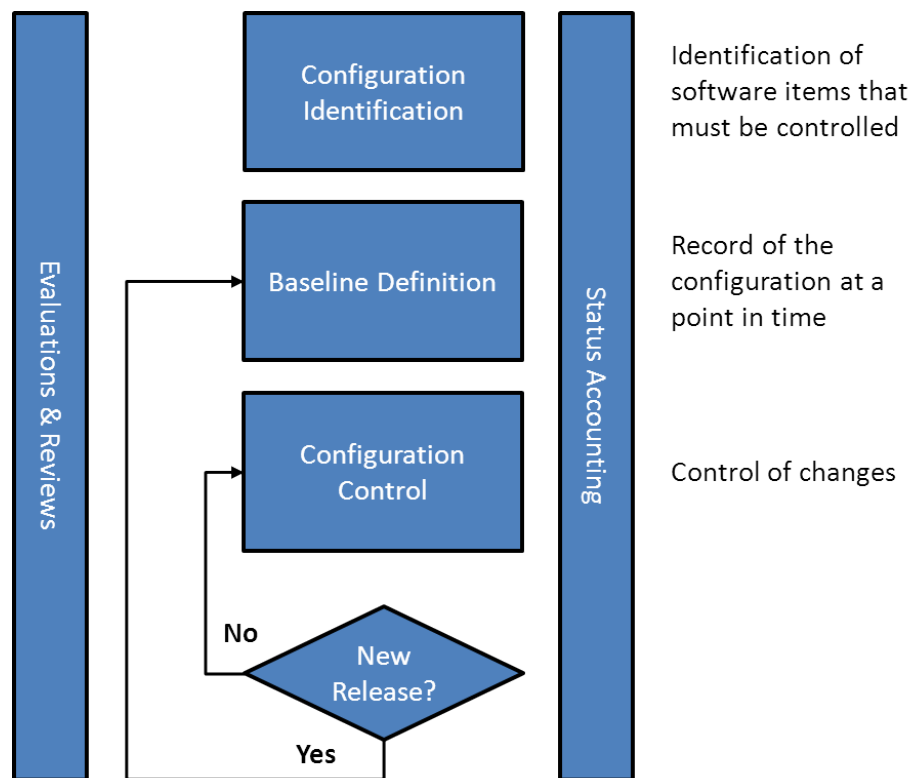 Configuration
Identification
Identification of
software items that
must be controlled
Baseline Definition
Record of the
configuration at a
point in time
Evaluations & Reviews
Status Accounting
Configuration
Control
Control of changes
No
New
Release?
Yes